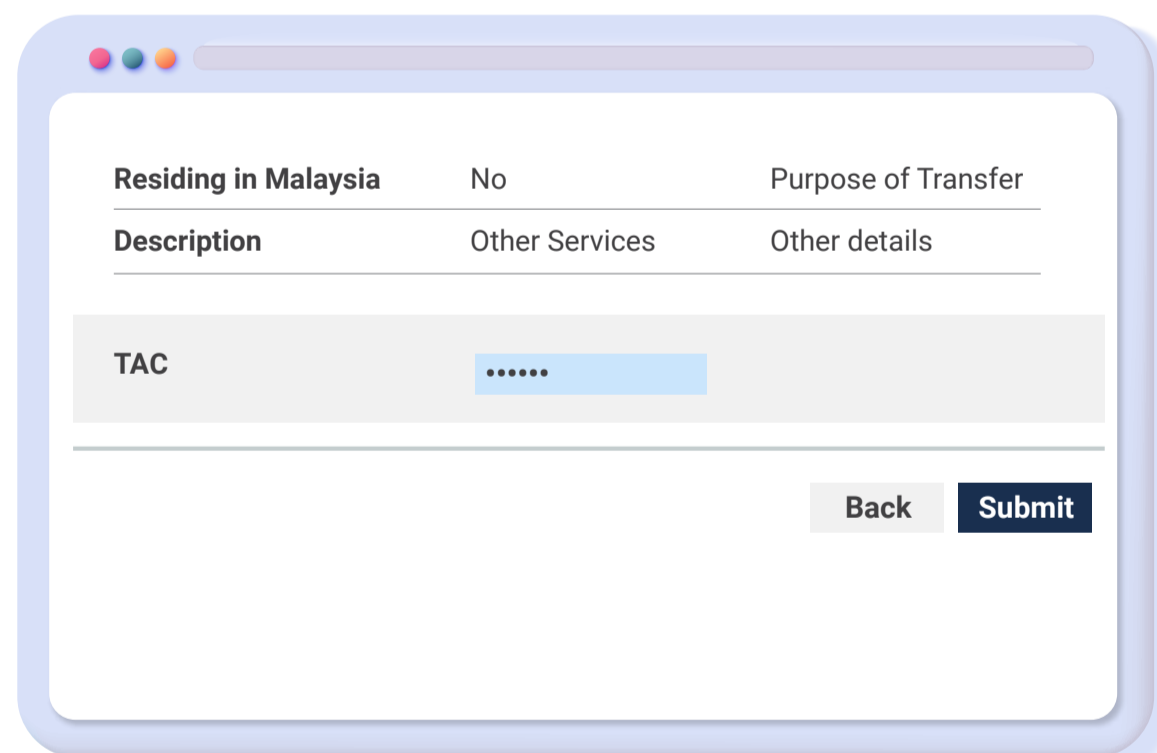 Residing in Malaysia No Purpose of Transfer
Description Other Services Other details
TAC ••••••
Back Submit